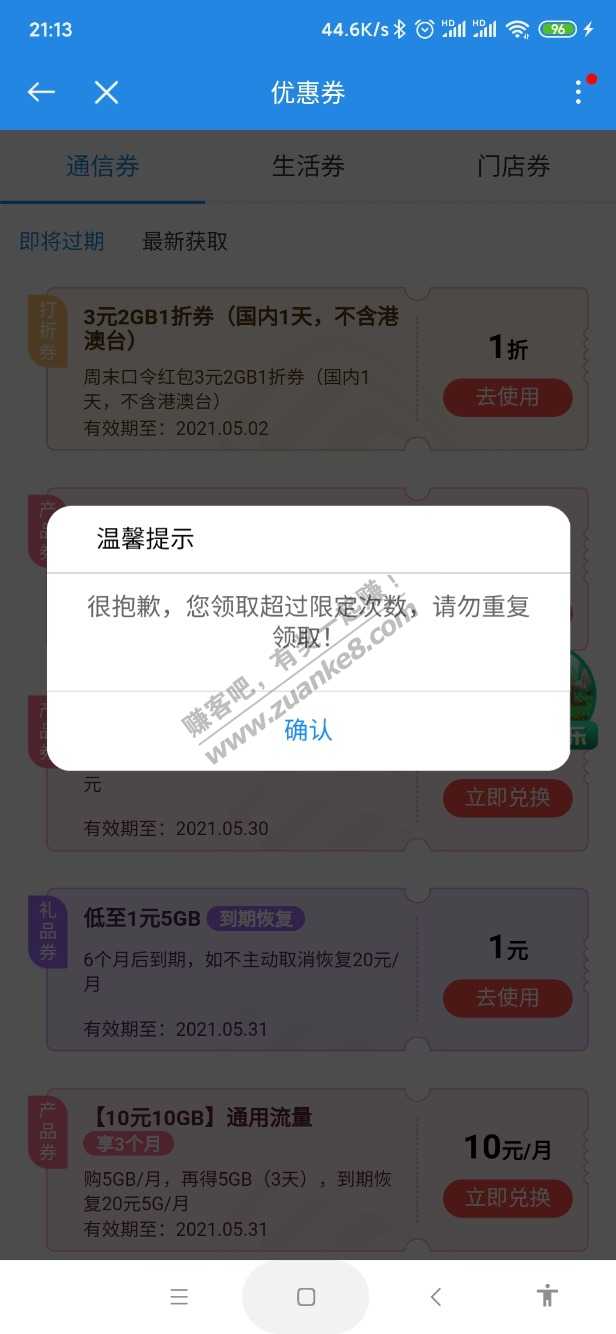 21:13
44.6K/s HD HD 96
优惠券
通信券 生活券 门店券
即将过期 最新获取
打折券
3元2GB1折券（国内1天，不含港
澳台）
周末口令红包3元2GB1折券（国内1
天，不含港澳台）
有效期至：2021.05.02
1折
去使用
产品券
温馨提示
很抱歉，您领取超过限定次数，请勿重复
领取！
确认
赚客吧，有奖一起赚！
www.zuanke8.com
乐
产品券
元
有效期至：2021.05.30
立即兑换
礼品券
低至1元5GB 到期恢复
6个月后到期，如不主动取消恢复20元/
月
有效期至：2021.05.31
1元
去使用
产品券
【10元10GB】通用流量
享3个月
购5GB/月，再得5GB（3天），到期恢
复20元5G/月
有效期至：2021.05.31
10元/月
立即兑换